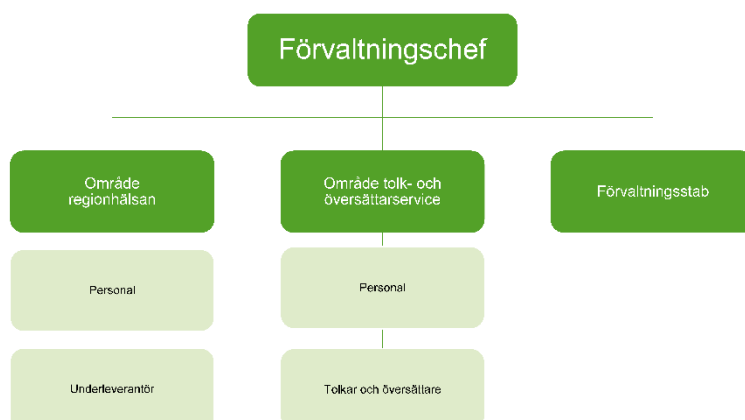 Förvaltningschef
Område
regionhälsan
Område tolk- och
översättarservice
Förvaltningsstab
Personal
Personal
Underleverantör
Tolkar och översättare